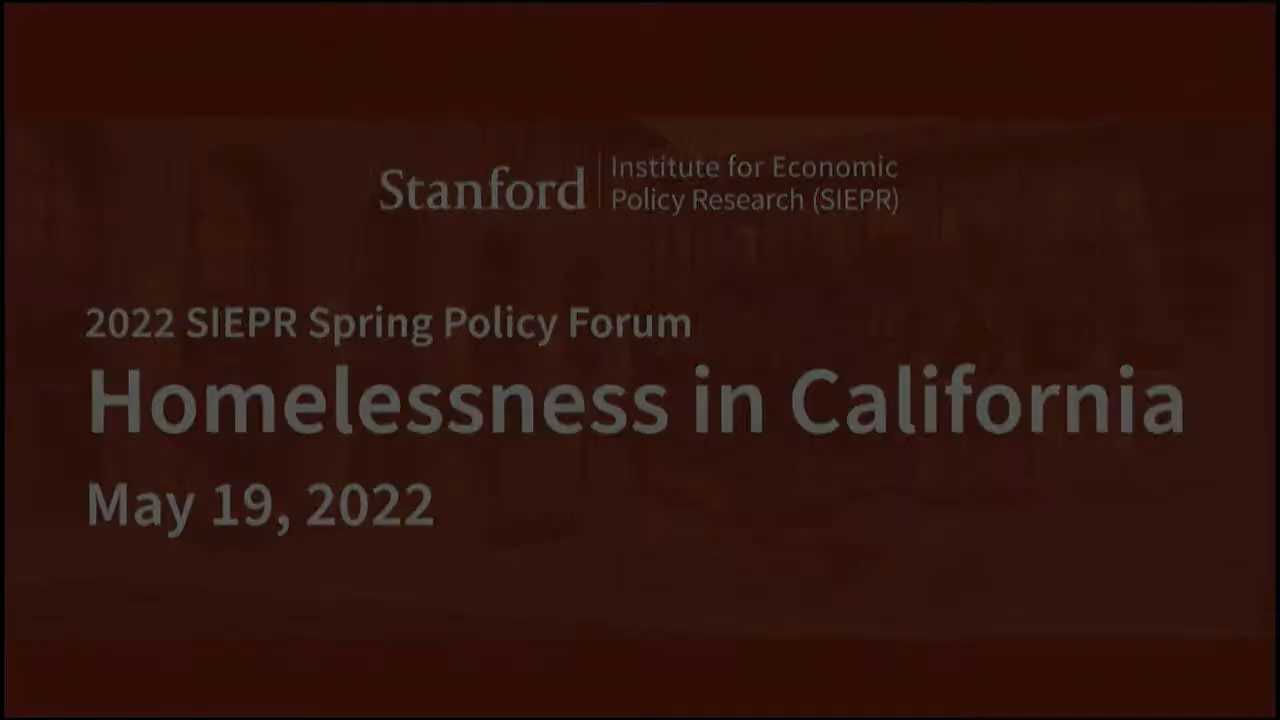 Stanford
Institute for Economic
Policy Research (SIEPR)
2022 SIEPR Spring Policy Forum
Homelessness in California
May 19, 2022